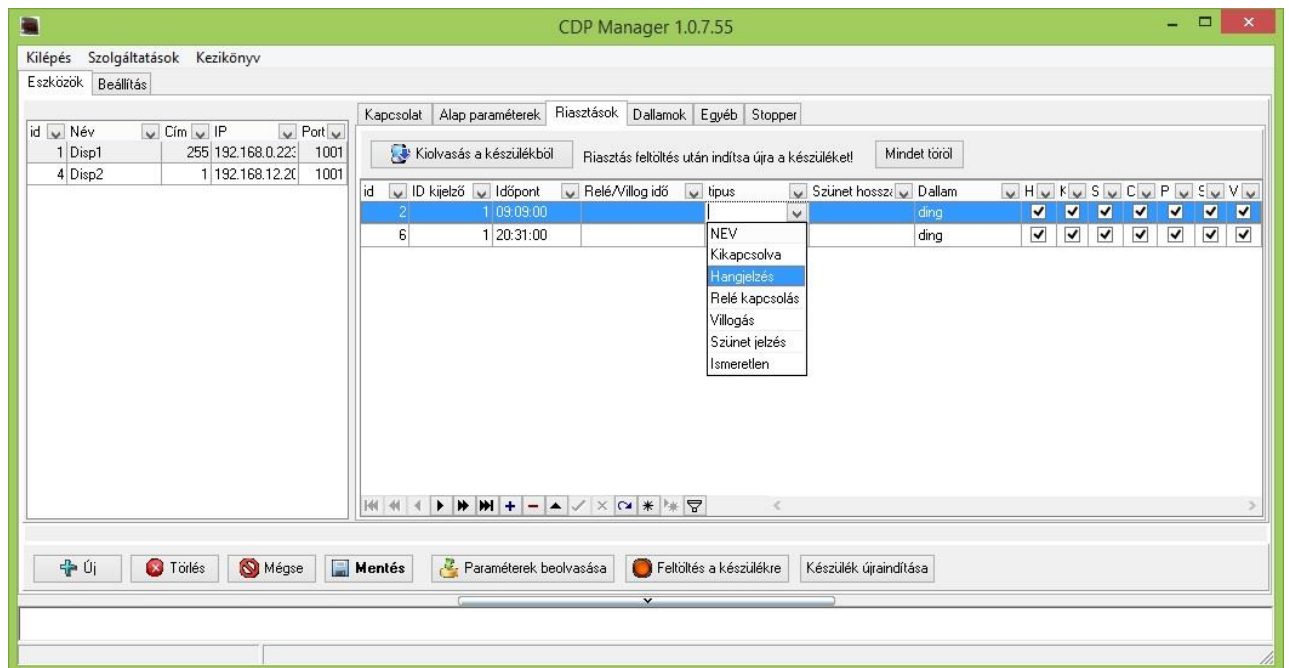 CDP Manager 1.0.7.55
Kilépés Szolgáltatások Kezikönyv
Eszközök Beállítás
Kapcsolat Alap paraméterek Riasztások Dallamok Egyéb Stopper
id Név Cím IP Port
1 Disp1 255 192.168.0.223 1001
4 Disp2 1 192.168.12.20 1001
Kiolvasás a készülékböl Riasztás feltöltés után indítsa újra a készüléket! Mindet töröl
id ID kijelző Időpont Relé/Villog idő tipus Szünet hossza Dallam H K S C P S V
2 1 09:09:00 ding
6 1 20:31:00 ding
NEV
Kikapcsolva
Hangjelzés
Relé kapcsolás
Villogás
Szünet jelzés
Ismeretlen
Új Törlés Mégse Mentés Paraméterek beolvasása Feltöltés a készülékre Készülék újraindítása